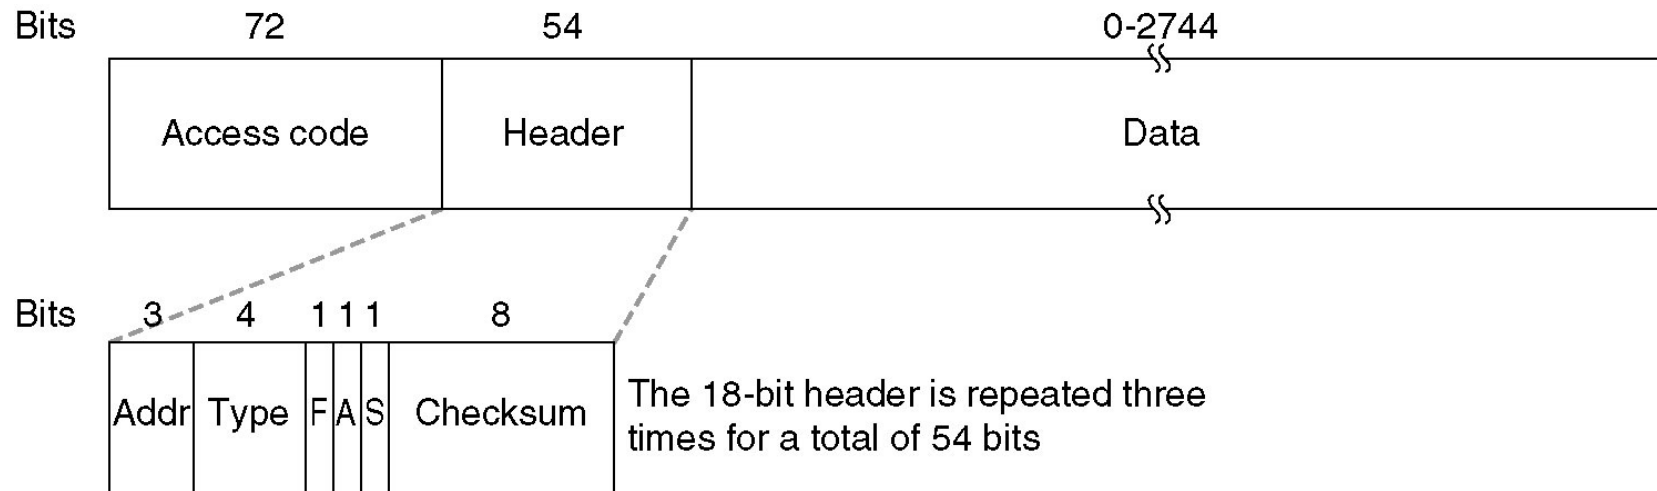 Bits 72 54 0-2744
Access code Header Data
Bits 3 4 1 1 1 8
Addr Type F A S Checksum
The 18-bit header is repeated three
times for a total of 54 bits